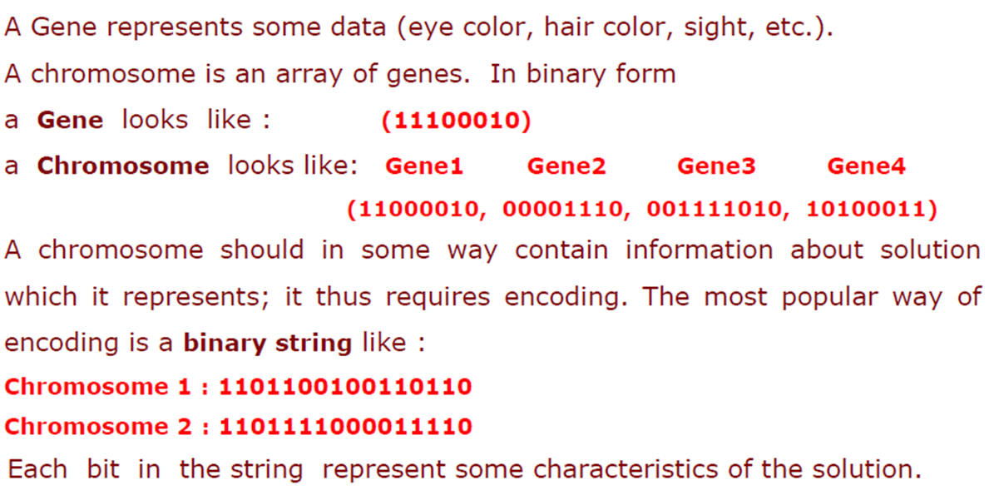 A Gene represents some data (eye color, hair color, sight, etc.).
A chromosome is an array of genes. In binary form
a Gene looks like : (11100010)
a Chromosome looks like: Gene1 Gene2 Gene3 Gene4
(11000010, 00001110, 001111010, 10100011)
A chromosome should in some way contain information about solution
which it represents; it thus requires encoding. The most popular way of
encoding is a binary string like :
Chromosome 1 : 1101100100110110
Chromosome 2 : 1101111000011110
Each bit in the string represent some characteristics of the solution.